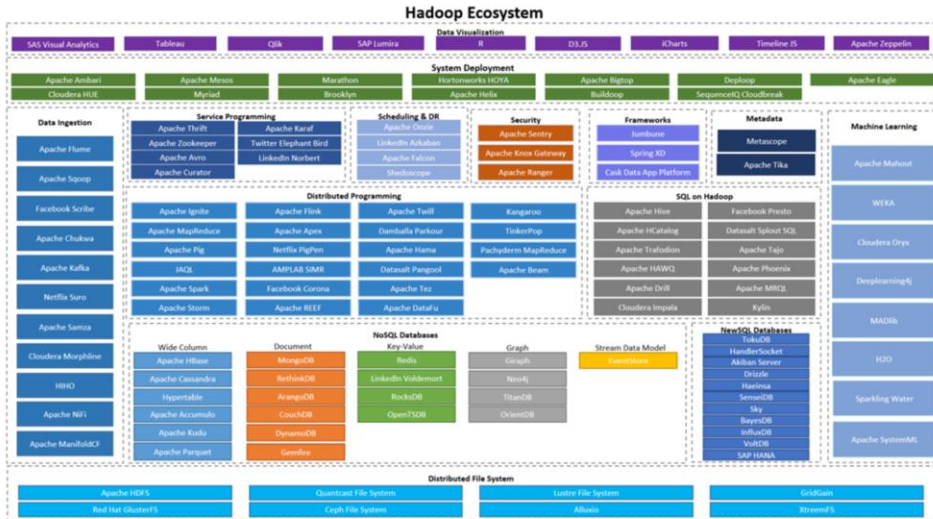 Hadoop Ecosystem
Data Visualization
SAS Visual Analytics
Tableau
Qlik
SAP Lumira
R
D3.JS
iCharts
Timeline JS
Apache Zeppelin
System Deployment
Apache Ambari
Apache Mesos
Marathon
Hortonworks HOYA
Apache Bigtop
Deploop
Apache Eagle
Cloudera HUE
Myriad
Brooklyn
Apache Helix
Buildoop
SequenceIQ Cloudbreak
Data Ingestion
Apache Flume
Apache Sqoop
Facebook Scribe
Apache Chukwa
Apache Kafka
Netflix Suro
Apache Samza
Cloudera Morphline
HIHO
Apache NiFi
Apache ManifoldCF
Service Programming
Apache Thrift
Apache Karaf
Apache Zookeeper
Twitter Elephant Bird
Apache Avro
LinkedIn Norbert
Apache Curator
Scheduling & DR
Apache Oozie
LinkedIn Azkaban
Apache Falcon
Shedoscope
Security
Apache Sentry
Apache Knox Gateway
Apache Ranger
Frameworks
Jumbune
Spring XD
Cask Data App Platform
Metadata
Metascope
Apache Tika
Machine Learning
Apache Mahout
WEKA
Cloudera Oryx
Deeplearning4j
MADlib
H2O
Sparkling Water
Apache SystemML
Distributed Programming
Apache Ignite
Apache Flink
Apache Twill
Kangaroo
Apache MapReduce
Apache Apex
Damballa Parkour
TinkerPop
Apache Pig
Netflix PigPen
Apache Hama
Pachyderm MapReduce
JAQL
AMPLAB SIMR
Datasalt Pangool
Apache Beam
Apache Spark
Facebook Corona
Apache Tez
Apache Storm
Apache REEF
Apache DataFu
SQL on Hadoop
Apache Hive
Facebook Presto
Apache HCatalog
Datasalt Splout SQL
Apache Trafodion
Apache Tajo
Apache HAWQ
Apache Phoenix
Apache Drill
Apache MRQL
Cloudera Impala
Kylin
NoSQL Databases
Wide Column
Apache HBase
Apache Cassandra
Hypertable
Apache Accumulo
Apache Kudu
Apache Parquet
Document
MongoDB
RethinkDB
ArangoDB
CouchDB
DynamoDB
Gemfire
Key-Value
Redis
LinkedIn Voldemort
RocksDB
OpenTSDB
Graph
Giraph
Neo4j
TitanDB
OrientDB
Stream Data Model
EventStore
NewSQL Databases
TokuDB
HandlerSocket
Akiban Server
Drizzle
Haeinsa
SenseiDB
Sky
BayesDB
InfluxDB
VoltDB
SAP HANA
Distributed File System
Apache HDFS
Quantcast File System
Lustre File System
GridGain
Red Hat GlusterFS
Ceph File System
Alluxio
XtreemFS